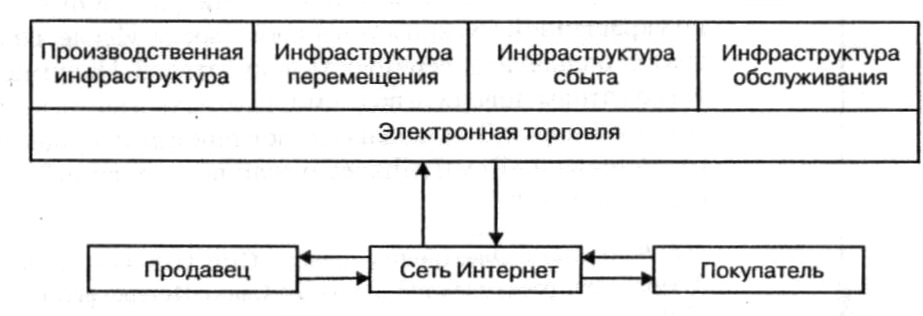 Производственная
инфраструктура
Инфраструктура
перемещения
Инфраструктура
сбыта
Инфраструктура
обслуживания
Электронная торговля
Продавец
Сеть Интернет
Покупатель